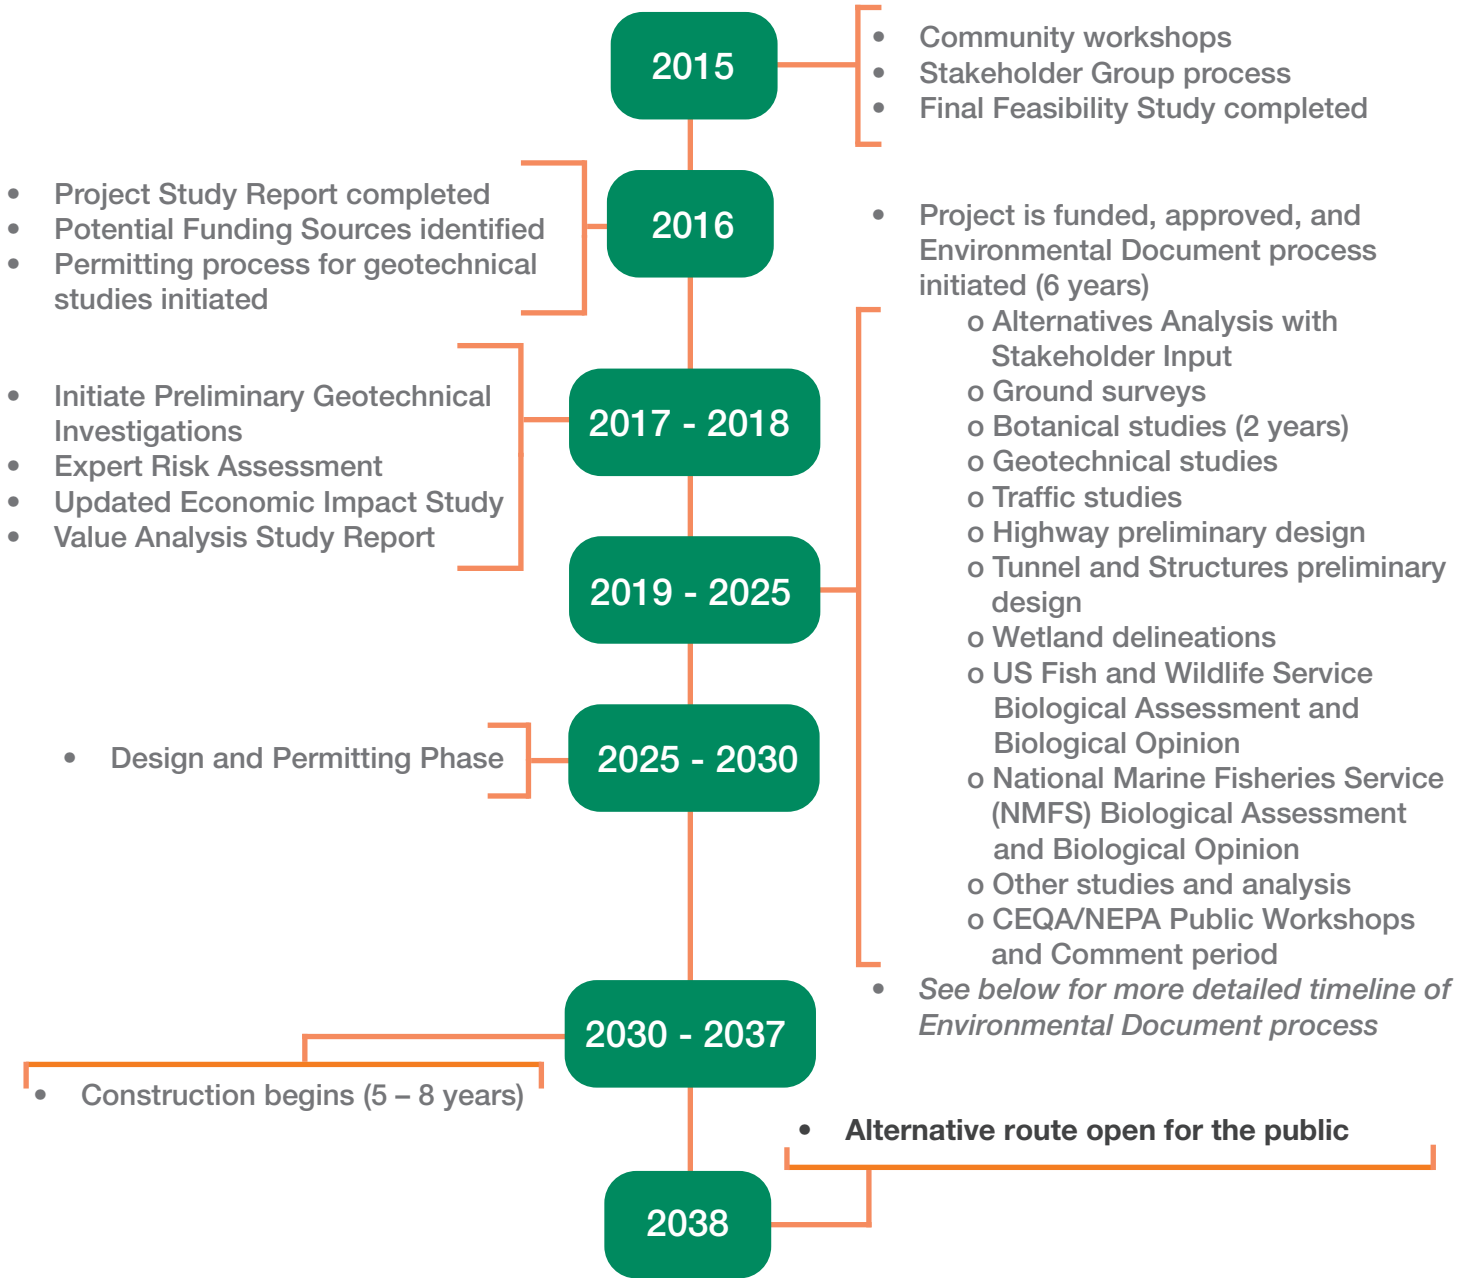 2015
• Community workshops
• Stakeholder Group process
• Final Feasibility Study completed
2016
• Project Study Report completed
• Potential Funding Sources identified
• Permitting process for geotechnical
studies initiated
2017 - 2018
• Initiate Preliminary Geotechnical
Investigations
• Expert Risk Assessment
• Updated Economic Impact Study
• Value Analysis Study Report
2019 - 2025
• Project is funded, approved, and
Environmental Document process
initiated (6 years)
o Alternatives Analysis with
Stakeholder Input
o Ground surveys
o Botanical studies (2 years)
o Geotechnical studies
o Traffic studies
o Highway preliminary design
o Tunnel and Structures preliminary
design
o Wetland delineations
o US Fish and Wildlife Service
Biological Assessment and
Biological Opinion
o National Marine Fisheries Service
(NMFS) Biological Assessment
and Biological Opinion
o Other studies and analysis
o CEQA/NEPA Public Workshops
and Comment period
• See below for more detailed timeline of
Environmental Document process
2025 - 2030
• Design and Permitting Phase
2030 - 2037
• Construction begins (5 – 8 years)
2038
• Alternative route open for the public